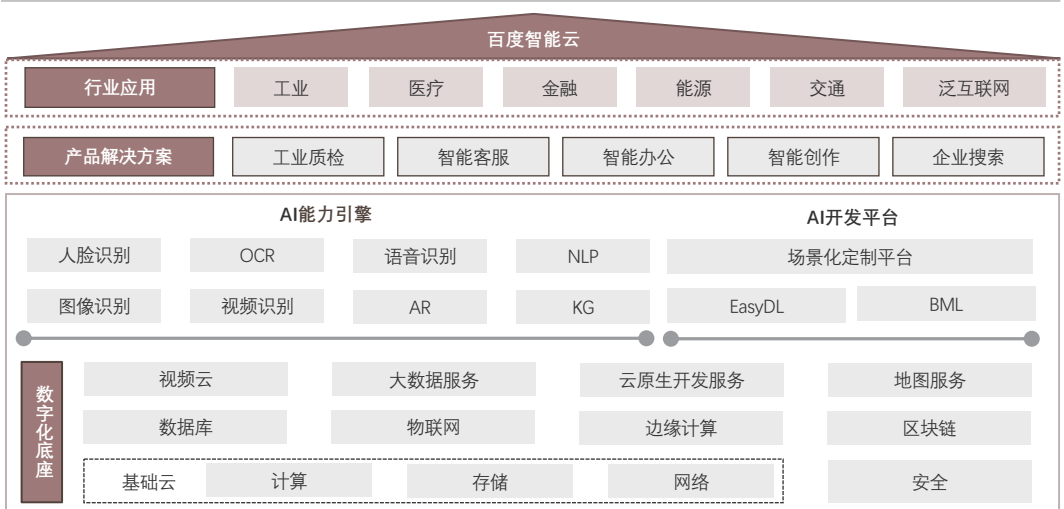 百度智能云
行业应用 工业 医疗 金融 能源 交通 泛互联网
产品解决方案 工业质检 智能客服 智能办公 智能创作 企业搜索
AI能力引擎 AI开发平台
人脸识别 OCR 语音识别 NLP 场景化定制平台
图像识别 视频识别 AR KG EasyDL BML
数字化底座
视频云 大数据服务 云原生开发服务 地图服务
数据库 物联网 边缘计算 区块链
基础云 计算 存储 网络 安全